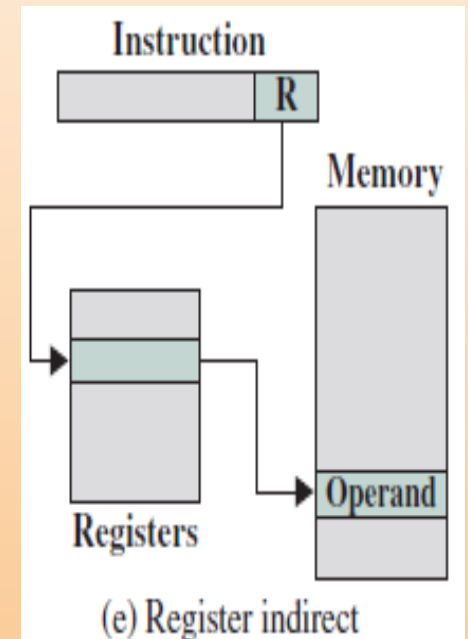 Instruction
R
Memory
Operand
Registers
(e) Register indirect